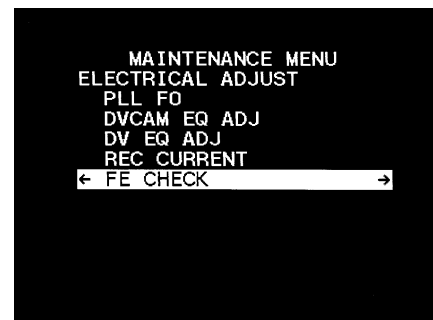 MAINTENANCE MENU
ELECTRICAL ADJUST
PLL FO
DVCAM EQ ADJ
DV EQ ADJ
REC CURRENT
← FE CHECK →